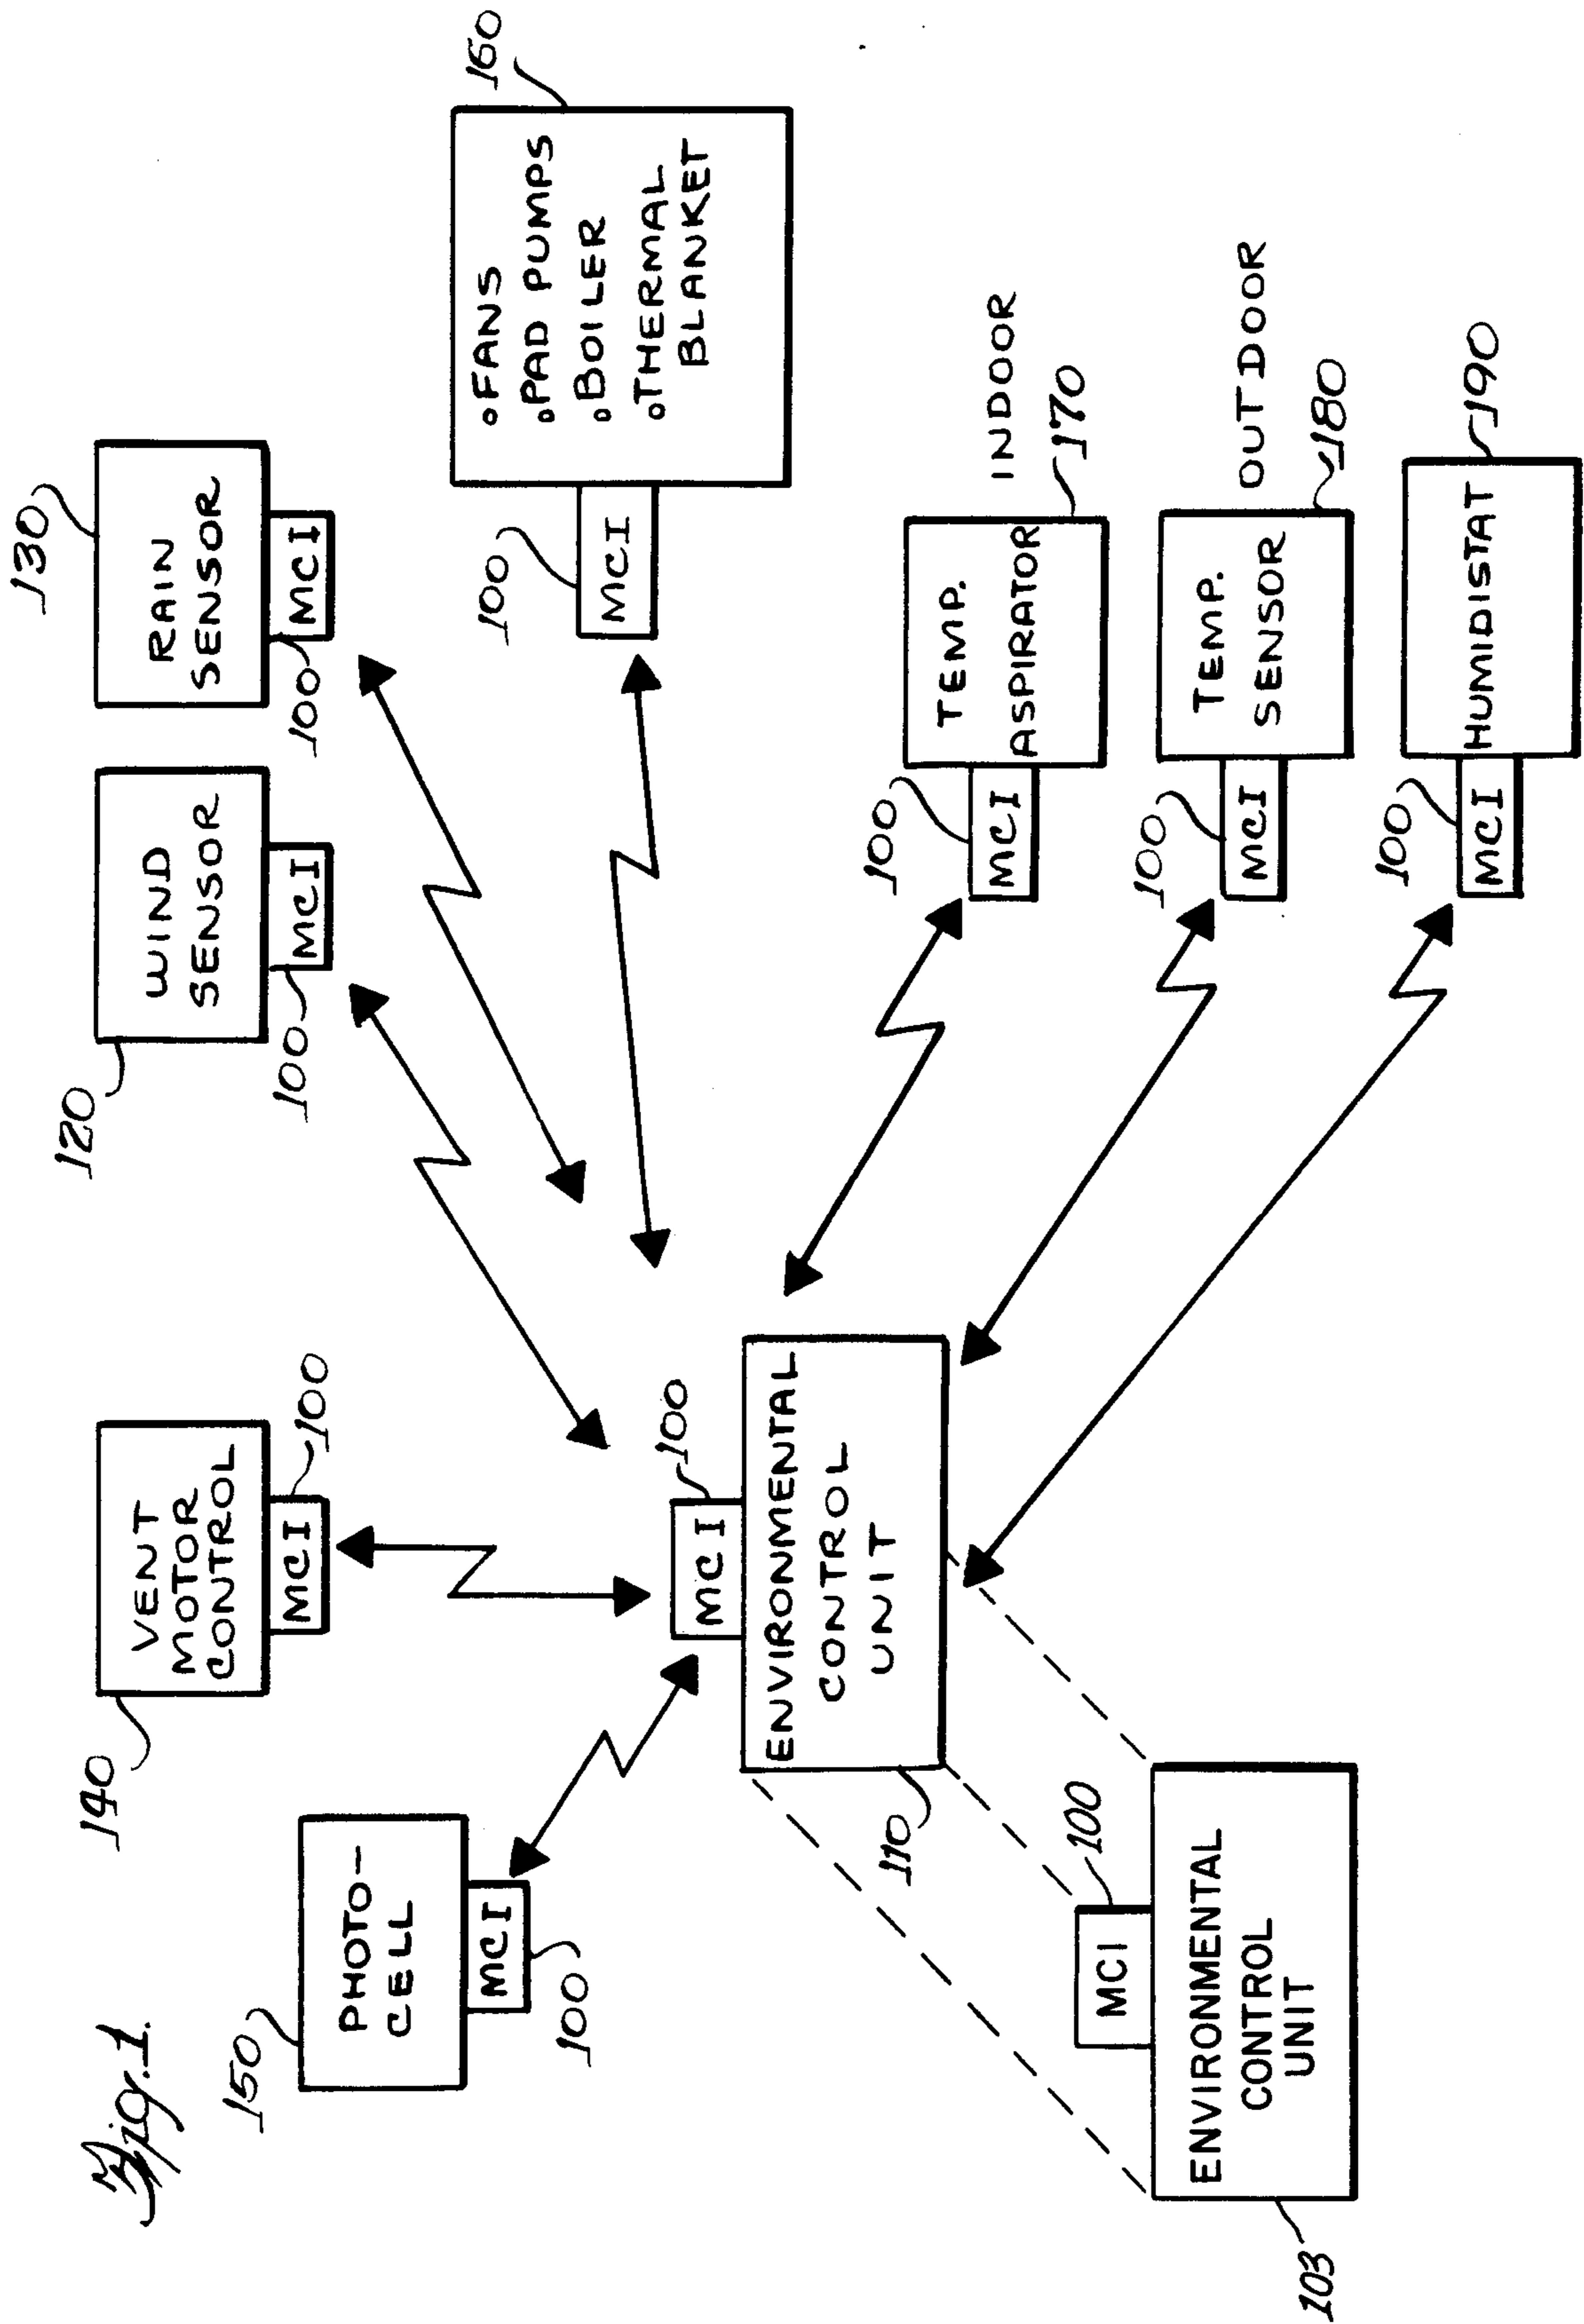 Fig. 1.
130
RAIN
SENSOR
MCI
100
120
WIND
SENSOR
MCI
100
140
VENT
MOTOR
CONTROL
MCI
100
150
PHOTO-
CELL
MCI
100
160
∘FANS
∘PAD PUMPS
∘BOILER
∘THERMAL
BLANKET
MCI
100
MCI
100
ENVIRONMENTAL
CONTROL
UNIT
110
INDOOR
TEMP.
ASPIRATOR
170
MCI
100
OUTDOOR
TEMP.
SENSOR
180
MCI
100
HUMIDISTAT
190
MCI
100
MCI
100
ENVIRONMENTAL
CONTROL
UNIT
103